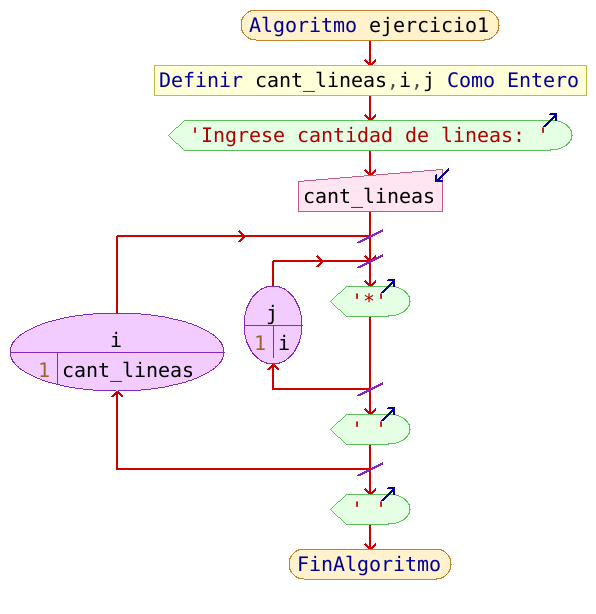 Algoritmo ejercicio1
Definir cant_lineas,i,j Como Entero
'Ingrese cantidad de lineas: '
cant_lineas
'*'
j
1 i
i
1 cant_lineas
' '
' '
FinAlgoritmo